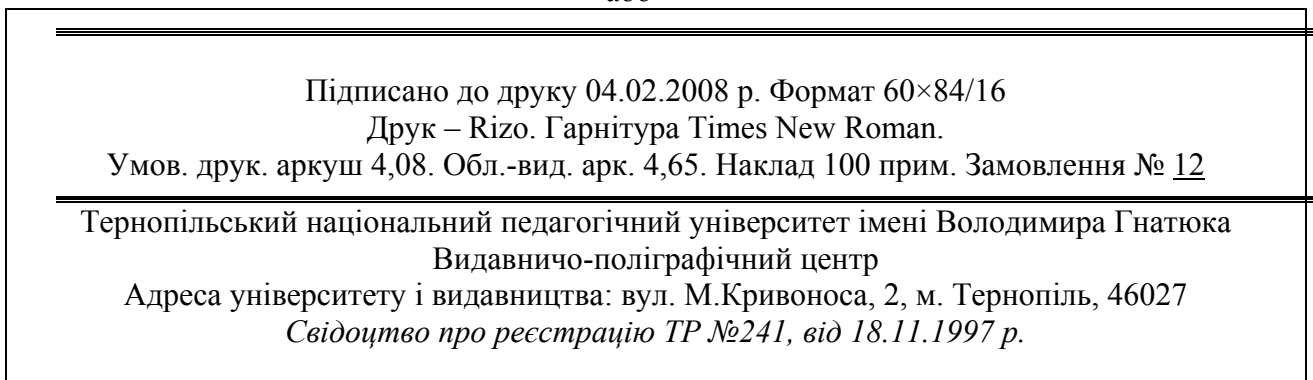 Підписано до друку 04.02.2008 р. Формат 60×84/16
Друк – Rizo. Гарнітура Times New Roman.
Умов. друк. аркуш 4,08. Обл.-вид. арк. 4,65. Наклад 100 прим. Замовлення № 12
Тернопільський національний педагогічний університет імені Володимира Гнатюка
Видавничо-поліграфічний центр
Адреса університету і видавництва: вул. М.Кривоноса, 2, м. Тернопіль, 46027
Свідоцтво про реєстрацію ТР №241, від 18.11.1997 р.